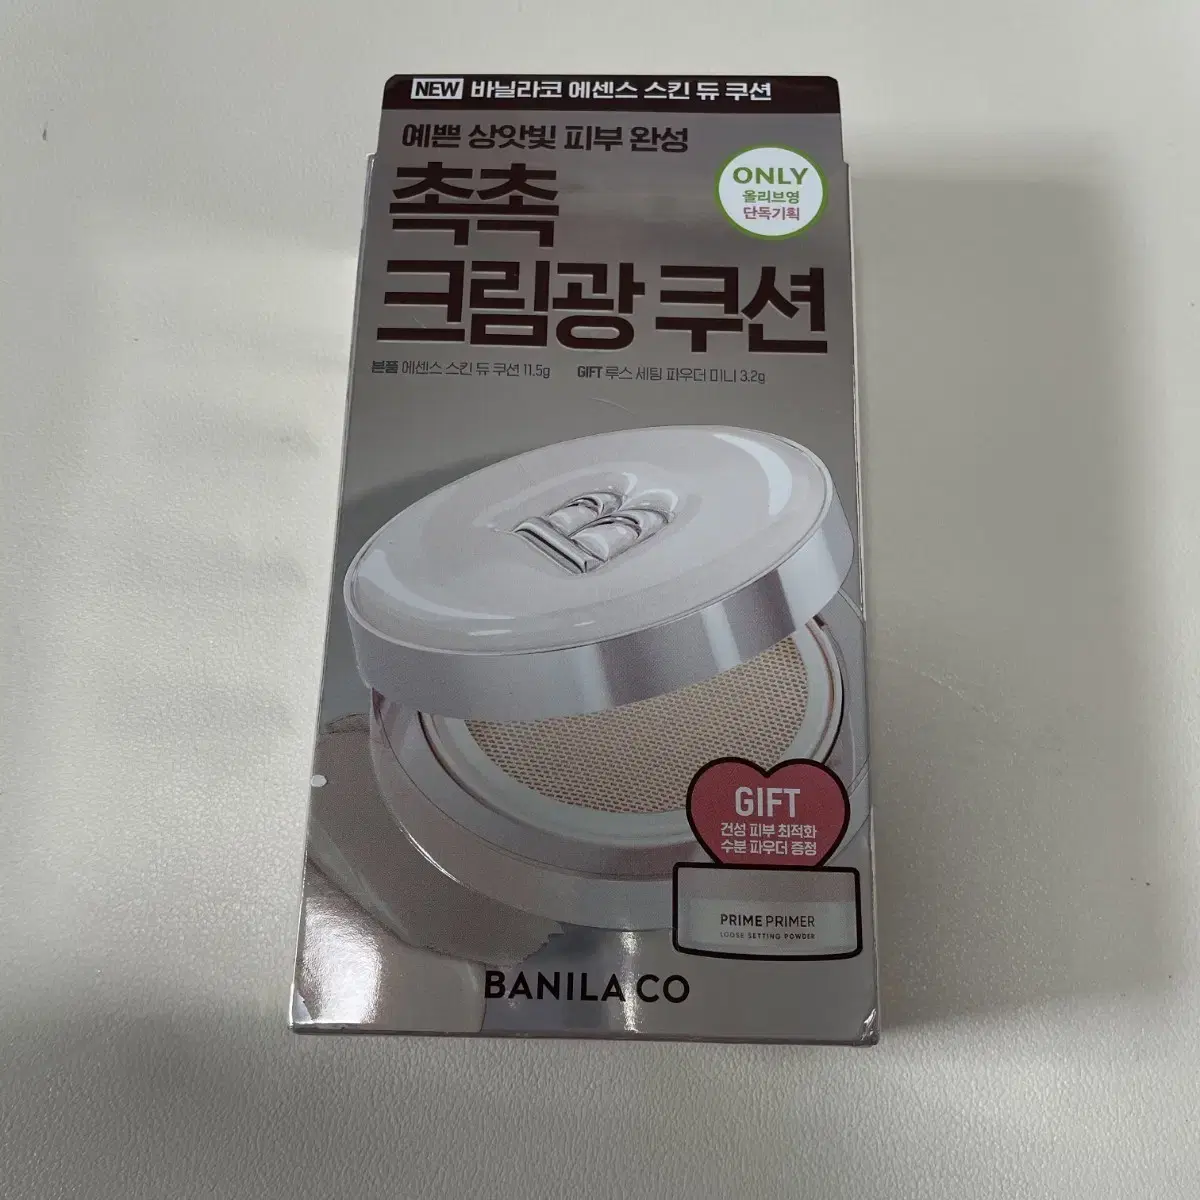 NEW 바닐라코 에센스 스킨 듀 쿠션
예쁜 상앗빛 피부 완성
촉촉
크림광 쿠션
ONLY
올리브영
단독기획
본품 에센스 스킨 듀 쿠션 11.5g GIFT 루스 세팅 파우더 미니 3.2g
B
GIFT
건성 피부 최적화
수분 파우더 증정
PRIME PRIMER
LOOSE SETTING POWDER
BANILA CO